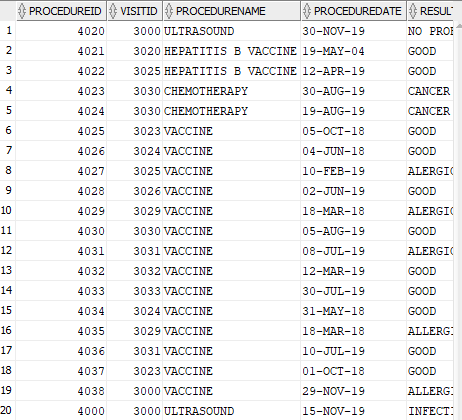 PROCEDUREID VISITID PROCEDURENAME PROCEDUREDATE RESULT
1 4020 3000 ULTRASOUND 30-NOV-19 NO PROB
2 4021 3020 HEPATITIS B VACCINE 19-MAY-04 GOOD
3 4022 3025 HEPATITIS B VACCINE 12-APR-19 GOOD
4 4023 3030 CHEMOTHERAPY 30-AUG-19 CANCER
5 4024 3030 CHEMOTHERAPY 19-AUG-19 CANCER
6 4025 3023 VACCINE 05-OCT-18 GOOD
7 4026 3024 VACCINE 04-JUN-18 GOOD
8 4027 3025 VACCINE 10-FEB-19 ALERGIC
9 4028 3026 VACCINE 02-JUN-19 GOOD
10 4029 3029 VACCINE 18-MAR-18 ALERGIC
11 4030 3030 VACCINE 05-AUG-19 GOOD
12 4031 3031 VACCINE 08-JUL-19 ALERGIC
13 4032 3032 VACCINE 12-MAR-19 GOOD
14 4033 3033 VACCINE 30-JUL-19 GOOD
15 4034 3024 VACCINE 31-MAY-18 GOOD
16 4035 3029 VACCINE 18-MAR-18 ALLERGI
17 4036 3031 VACCINE 10-JUL-19 GOOD
18 4037 3023 VACCINE 01-OCT-18 GOOD
19 4038 3000 VACCINE 29-NOV-19 ALLERGI
20 4000 3000 ULTRASOUND 15-NOV-19 INFECTI